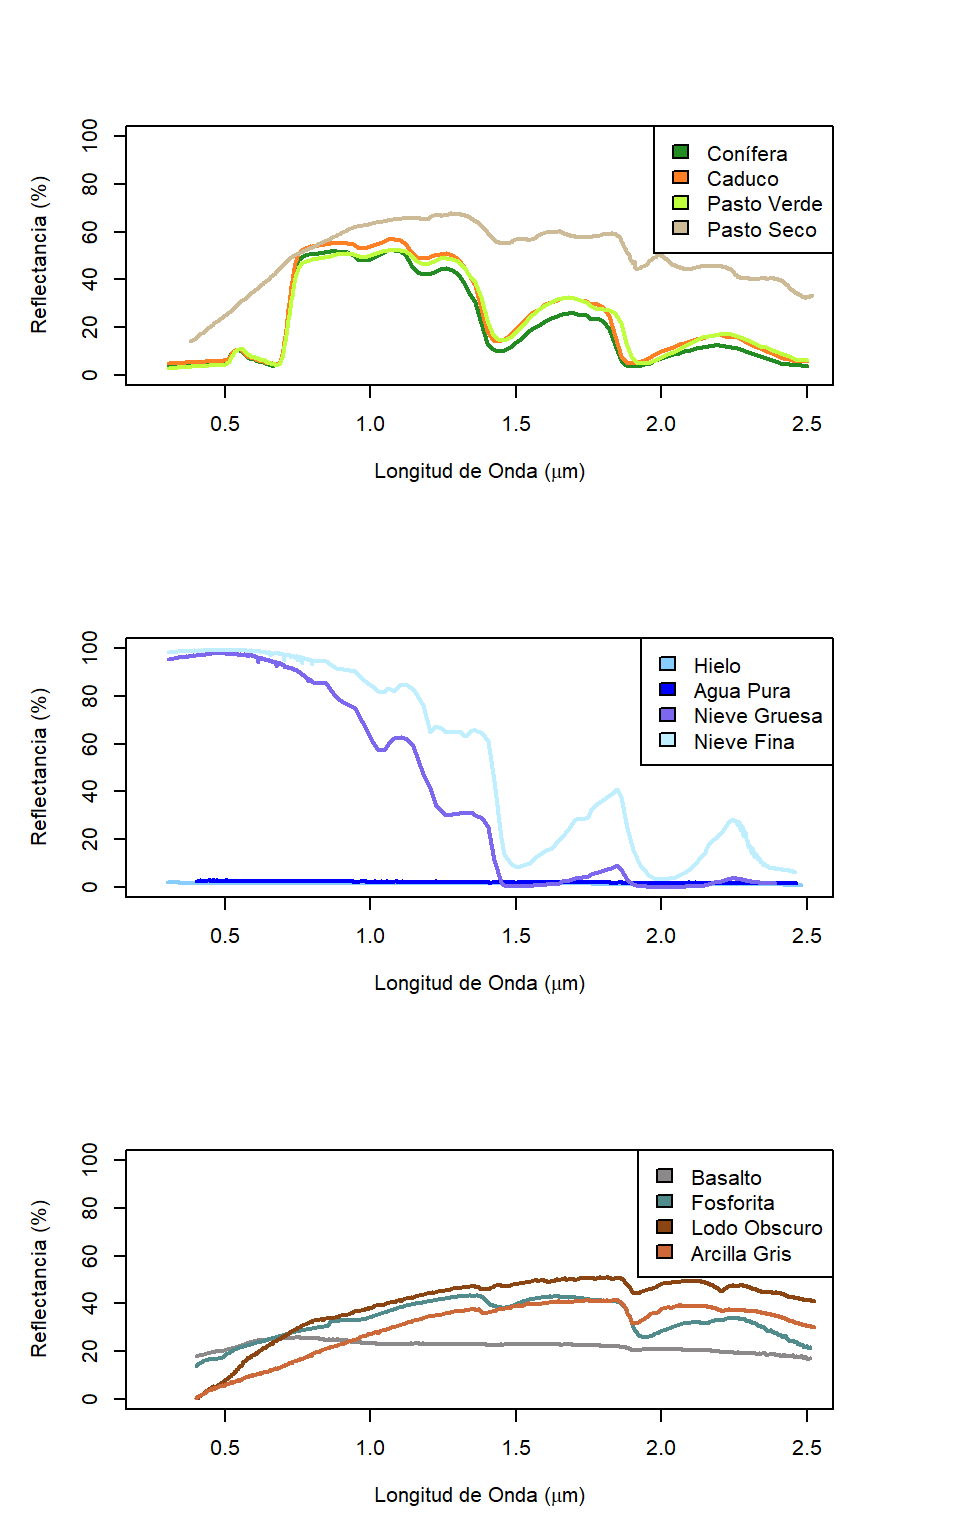 Reflectancia (%)
100
80
60
40
20
0
Conífera
Caduco
Pasto Verde
Pasto Seco
0.5 1.0 1.5 2.0 2.5
Longitud de Onda (μm)
Reflectancia (%)
100
80
60
40
20
0
Hielo
Agua Pura
Nieve Gruesa
Nieve Fina
0.5 1.0 1.5 2.0 2.5
Longitud de Onda (μm)
Reflectancia (%)
100
80
60
40
20
0
Basalto
Fosforita
Lodo Obscuro
Arcilla Gris
0.5 1.0 1.5 2.0 2.5
Longitud de Onda (μm)